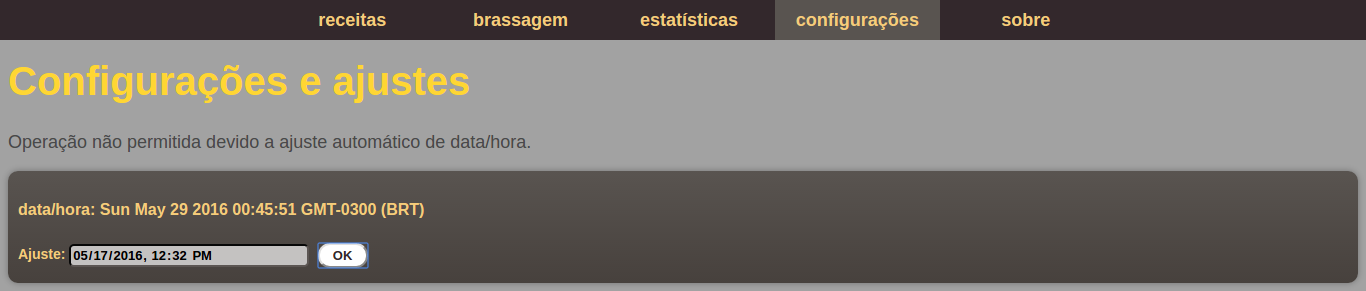 receitas brassagem estatísticas configurações sobre
Configurações e ajustes
Operação não permitida devido a ajuste automático de data/hora.
data/hora: Sun May 29 2016 00:45:51 GMT-0300 (BRT)
Ajuste: 05/17/2016, 12:32 PM OK